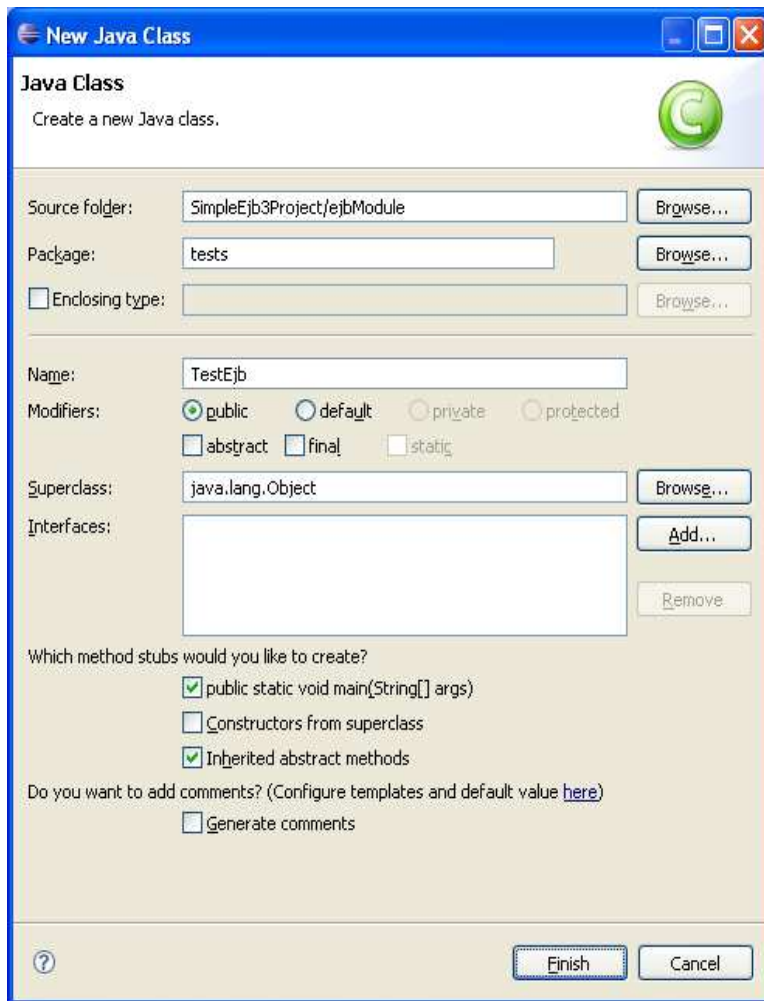 New Java Class
Java Class
Create a new Java class.
Source folder: SimpleEjb3Project/ejbModule Browse...
Package: tests Browse...
Enclosing type: Browse...
Name: TestEjb
Modifiers: public default private protected
abstract final static
Superclass: java.lang.Object Browse...
Interfaces: Add...
Remove
Which method stubs would you like to create?
public static void main(String[] args)
Constructors from superclass
Inherited abstract methods
Do you want to add comments? (Configure templates and default value here)
Generate comments
? Finish Cancel